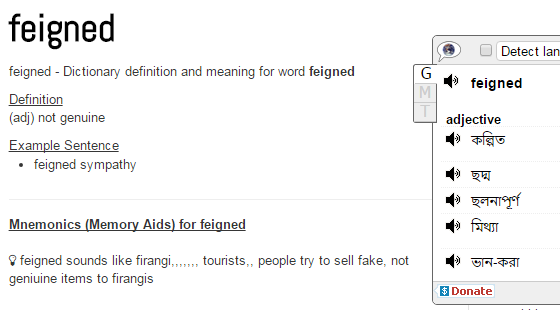 feigned
feigned - Dictionary definition and meaning for word feigned
Definition
(adj) not genuine
Example Sentence
feigned sympathy
Mnemonics (Memory Aids) for feigned
feigned sounds like firangi,,,,,,, tourists,, people try to sell fake, not
geniuine items to firangis
Detect lan
G
M
T
feigned
adjective
কল্পিত
ছদ্ম
ছলনাপূর্ণ
মিথ্যা
ভান-করা
Donate